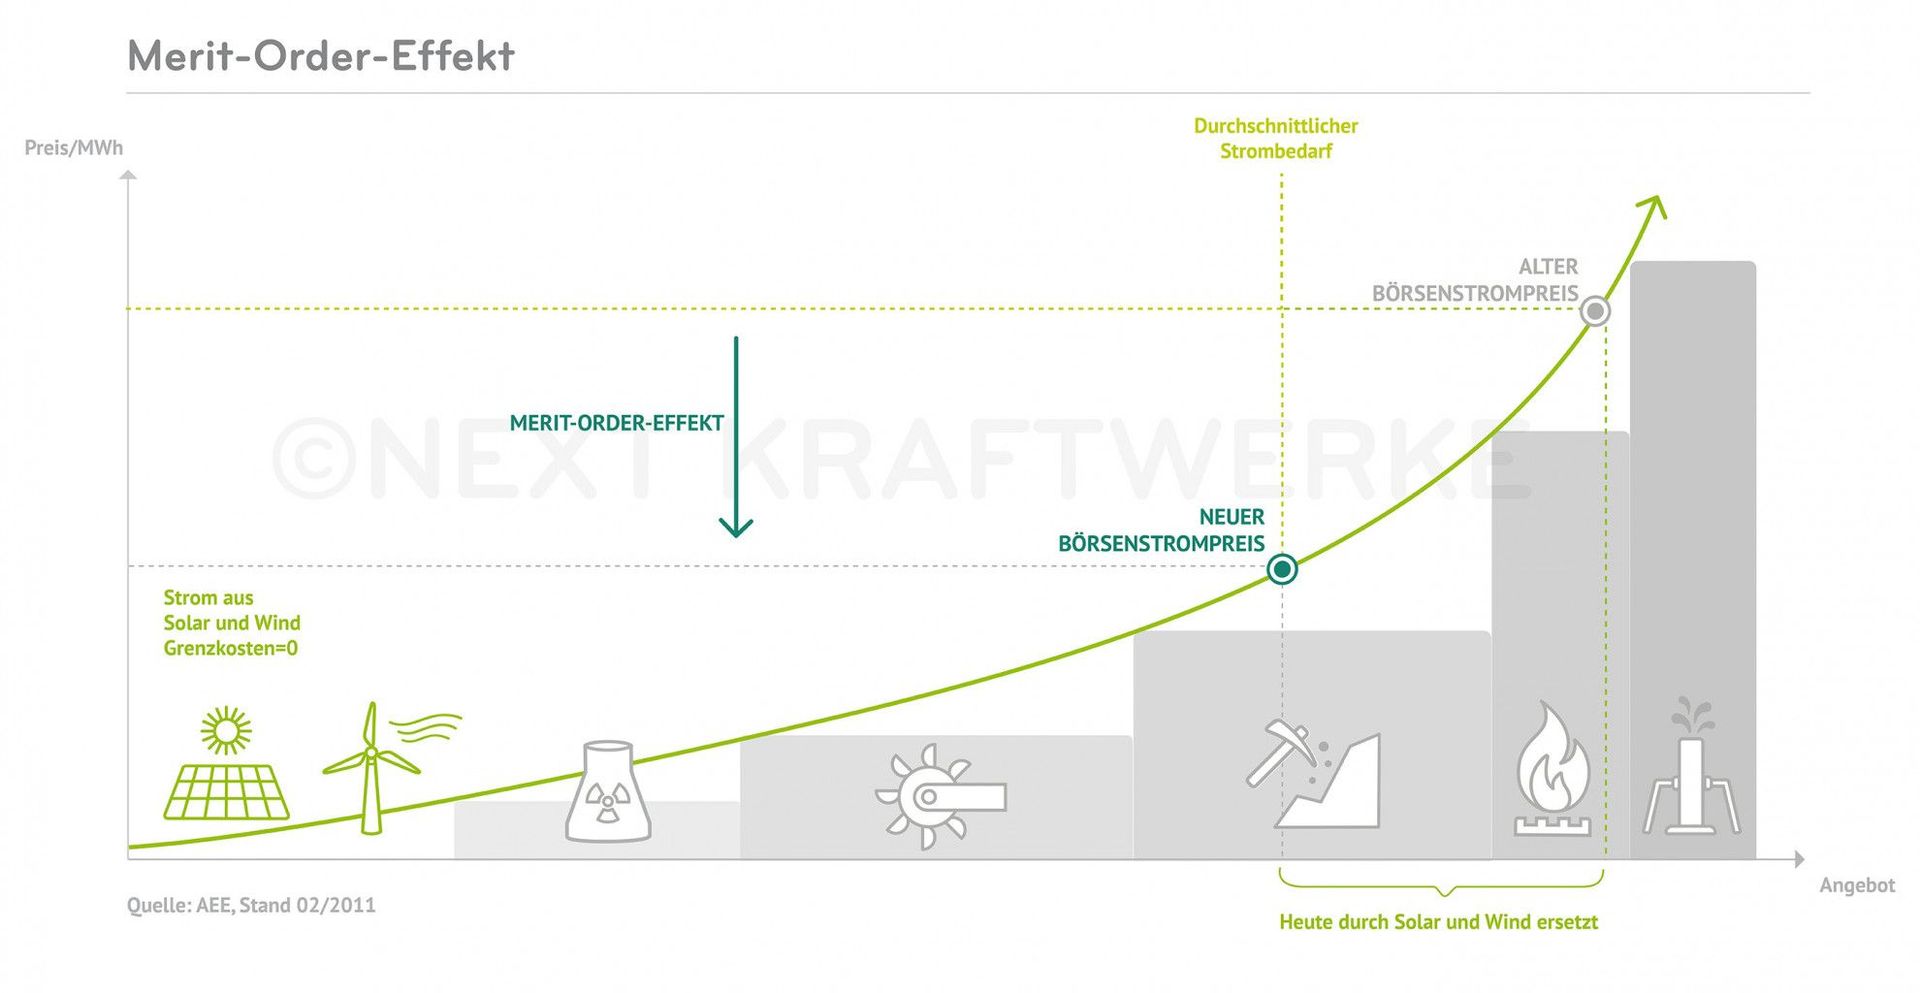 Merit-Order-Effekt
Preis/MWh
Durchschnittlicher
Strombedarf
ALTER
BÖRSENSTROMPREIS
MERIT-ORDER-EFFEKT
©NEXT KRAFTWERKE
NEUER
BÖRSENSTROMPREIS
Strom aus
Solar und Wind
Grenzkosten=0
Angebot
Quelle: AEE, Stand 02/2011
Heute durch Solar und Wind ersetzt